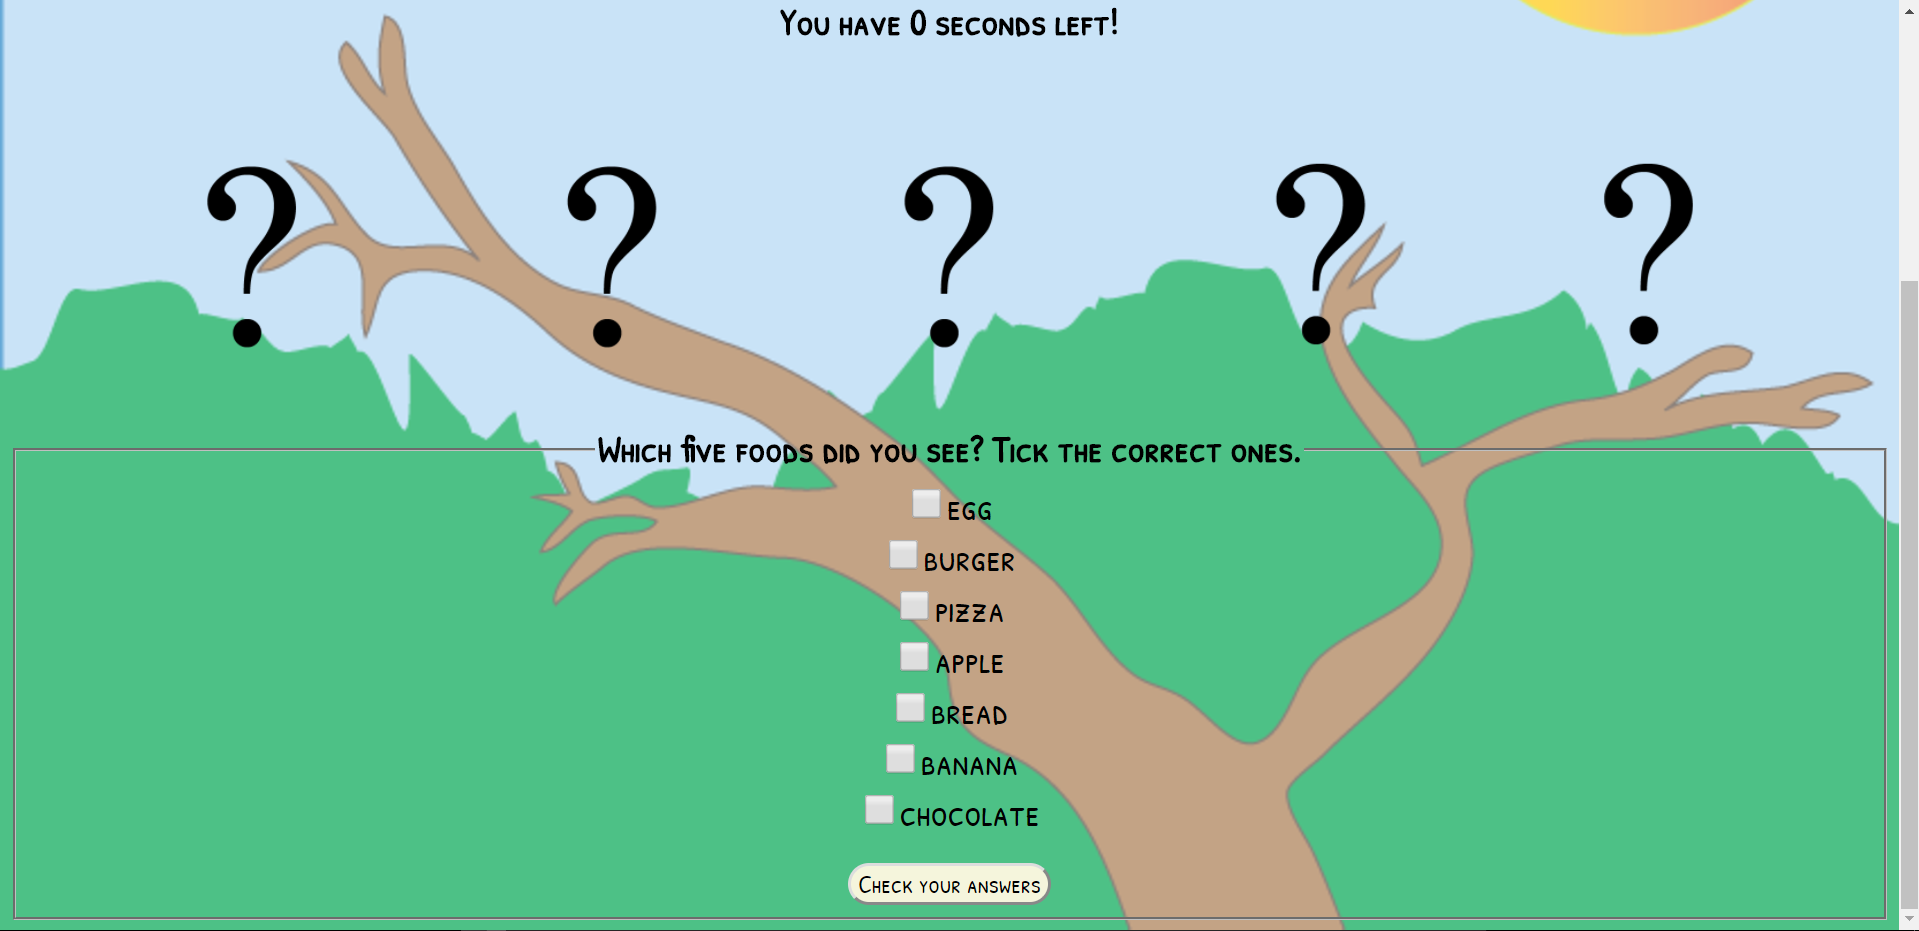 You have 0 seconds left!
? ? ? ? ?
Which five foods did you see? Tick the correct ones.
egg
burger
pizza
apple
bread
banana
chocolate
Check your answers